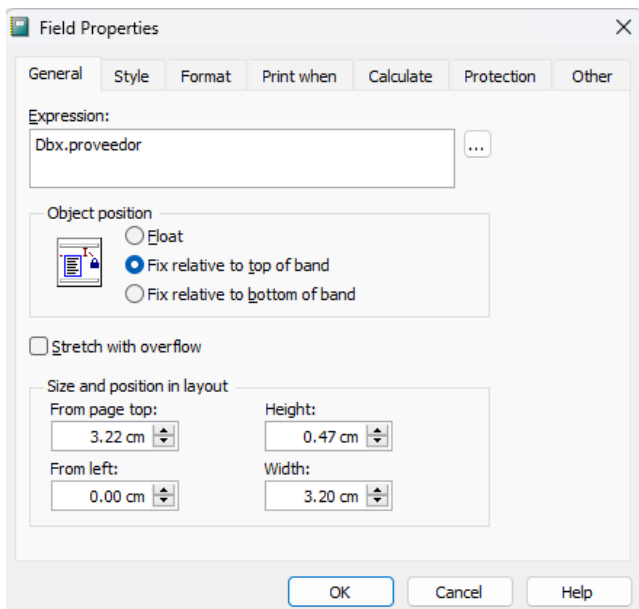 Field Properties
General Style Format Print when Calculate Protection Other
Expression:
Dbx.proveedor
...
Object position
Float
Fix relative to top of band
Fix relative to bottom of band
Stretch with overflow
Size and position in layout
From page top: Height:
3.22 cm 0.47 cm
From left: Width:
0.00 cm 3.20 cm
OK Cancel Help